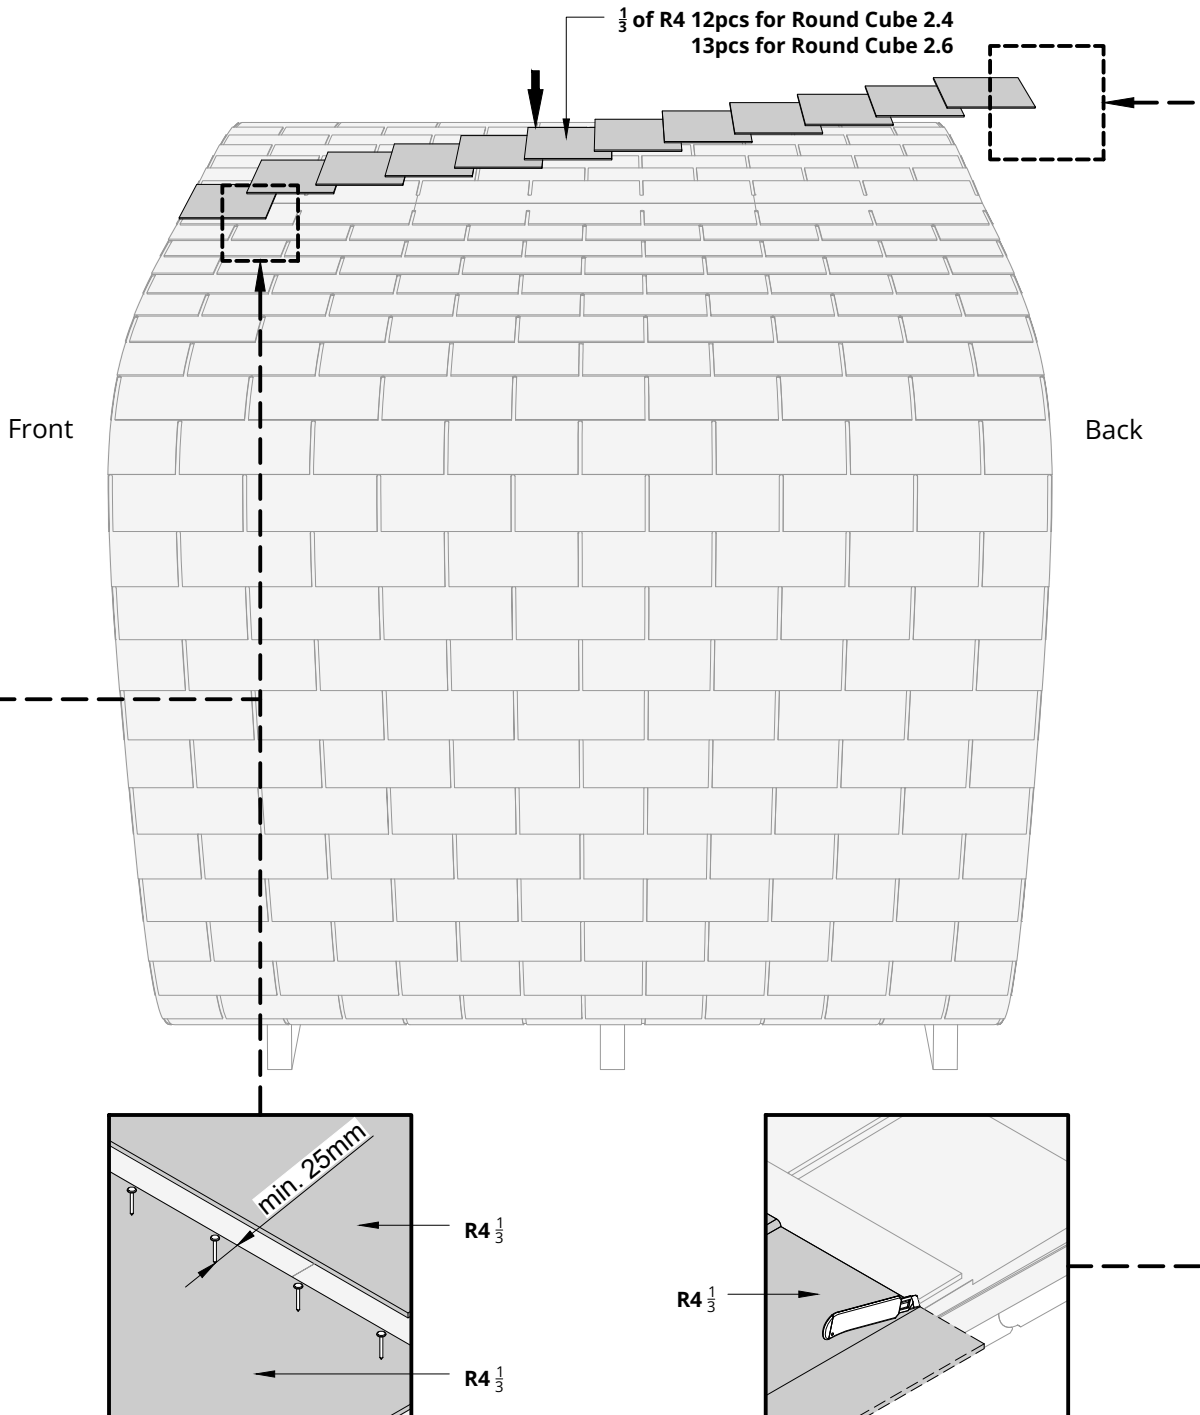 1/3 of R4 12pcs for Round Cube 2.4
13pcs for Round Cube 2.6
Front
Back
min. 25mm
R4 1/3
R4 1/3
R4 1/3